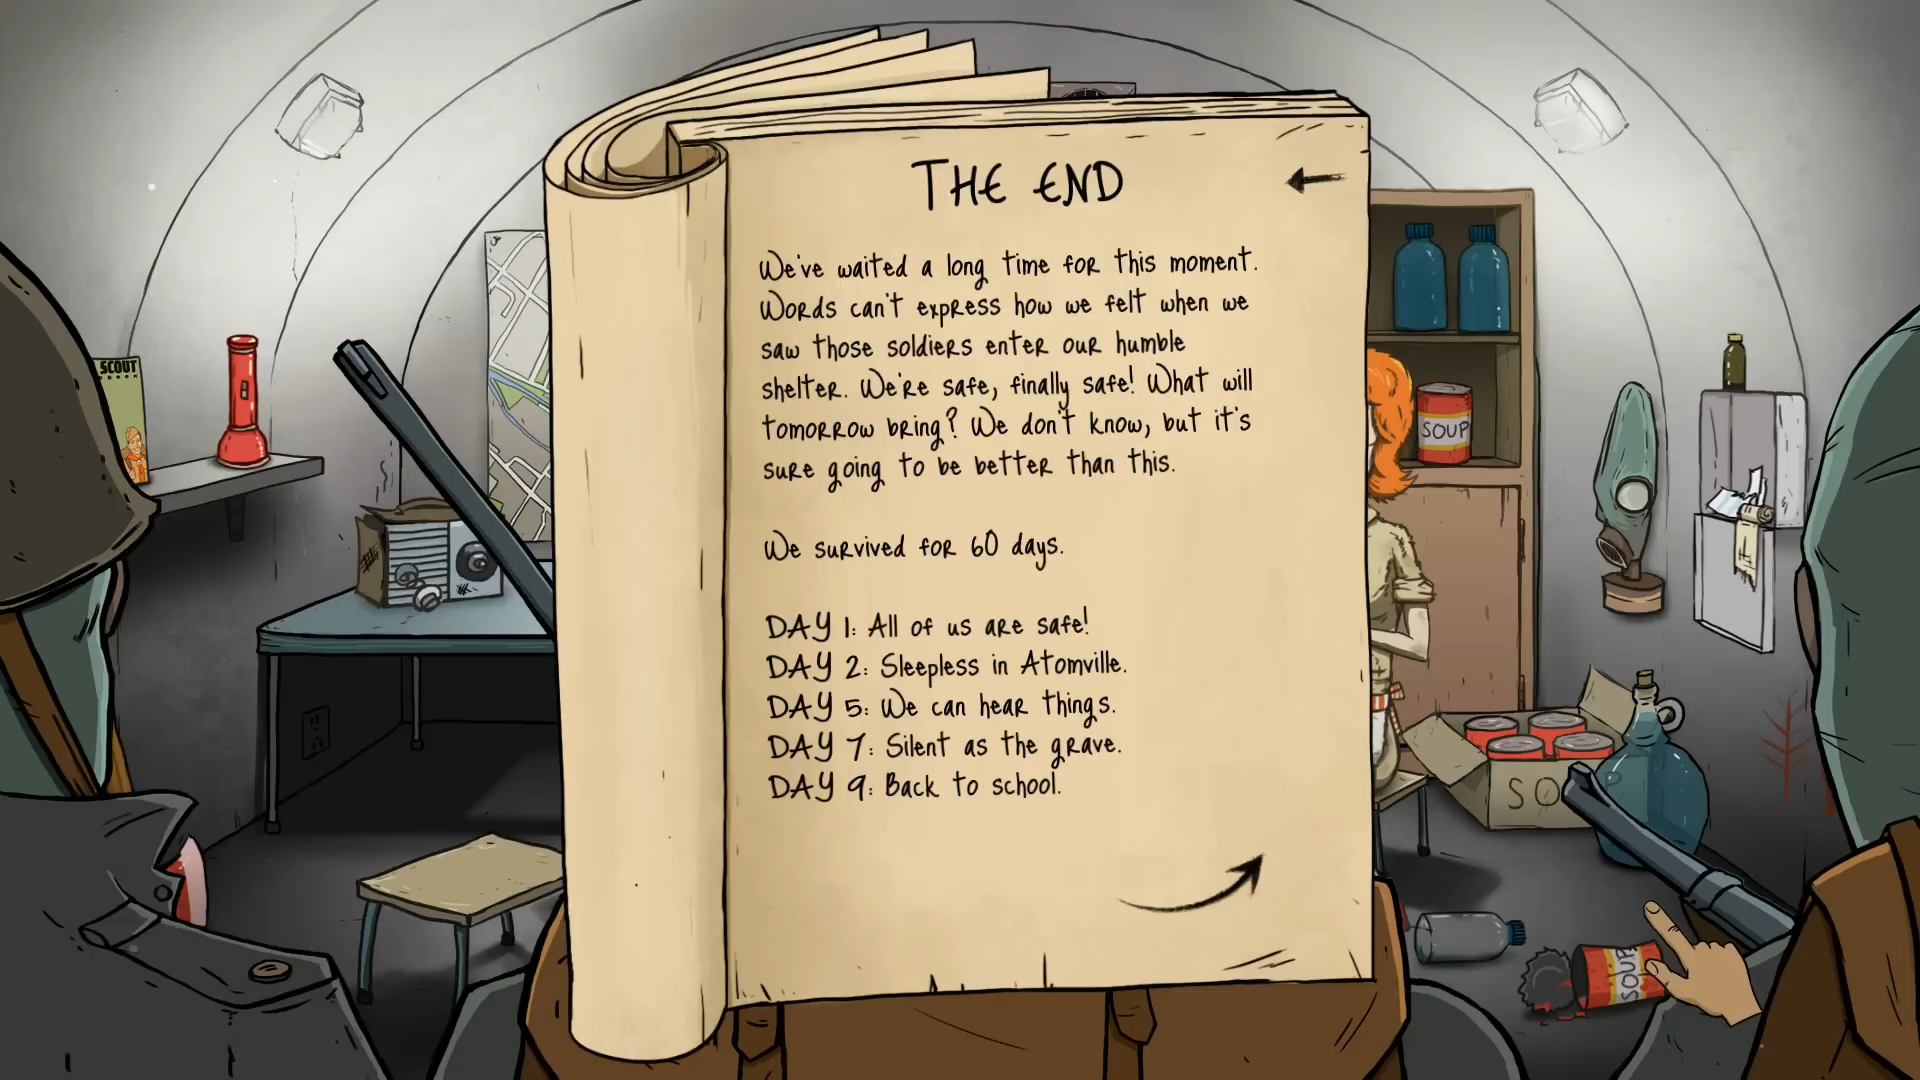 THE END
We've waited a long time for this moment.
Words can't express how we felt when we
saw those soldiers enter our humble
shelter. We're safe, finally safe! What will
tomorrow bring? We don't know, but it's
sure going to be better than this.
We survived for 60 days.
DAY 1: All of us are safe!
DAY 2: Sleepless in Atomville.
DAY 5: We can hear things.
DAY 7: Silent as the grave.
DAY 9: Back to school.
SCOUT
SOUP
SO
SOUP